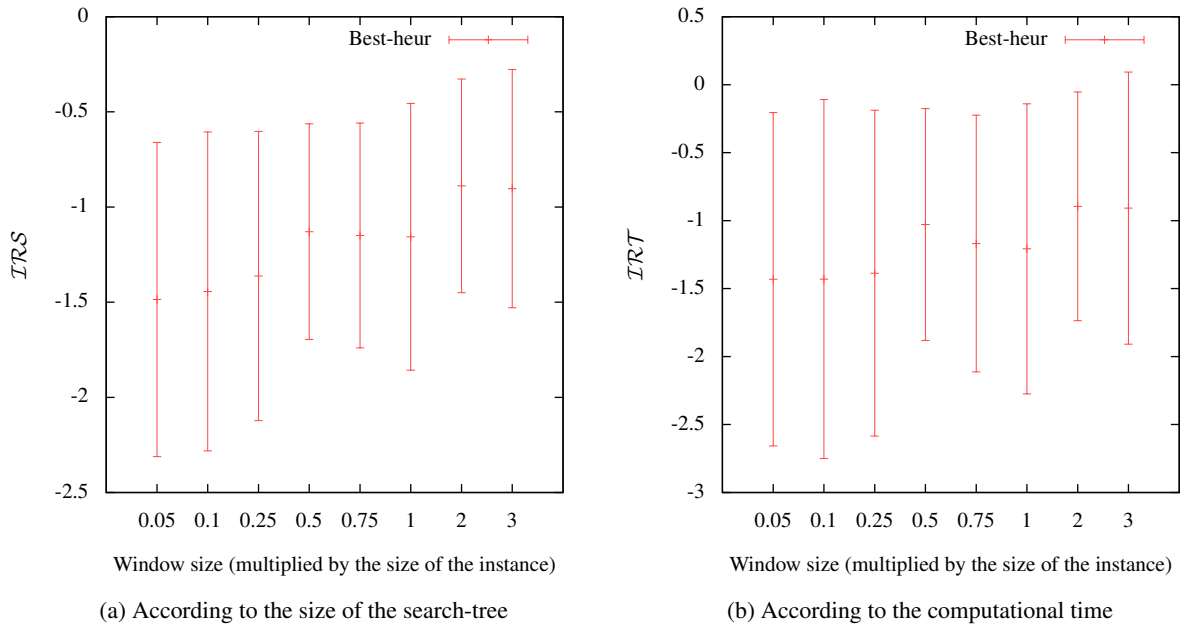 0
-0.5
-1
-1.5
-2
-2.5
IRS
Best-heur
0.05 0.1 0.25 0.5 0.75 1 2 3
Window size (multiplied by the size of the instance)
(a) According to the size of the search-tree
0.5
0
-0.5
-1
-1.5
-2
-2.5
-3
IRT
Best-heur
0.05 0.1 0.25 0.5 0.75 1 2 3
Window size (multiplied by the size of the instance)
(b) According to the computational time